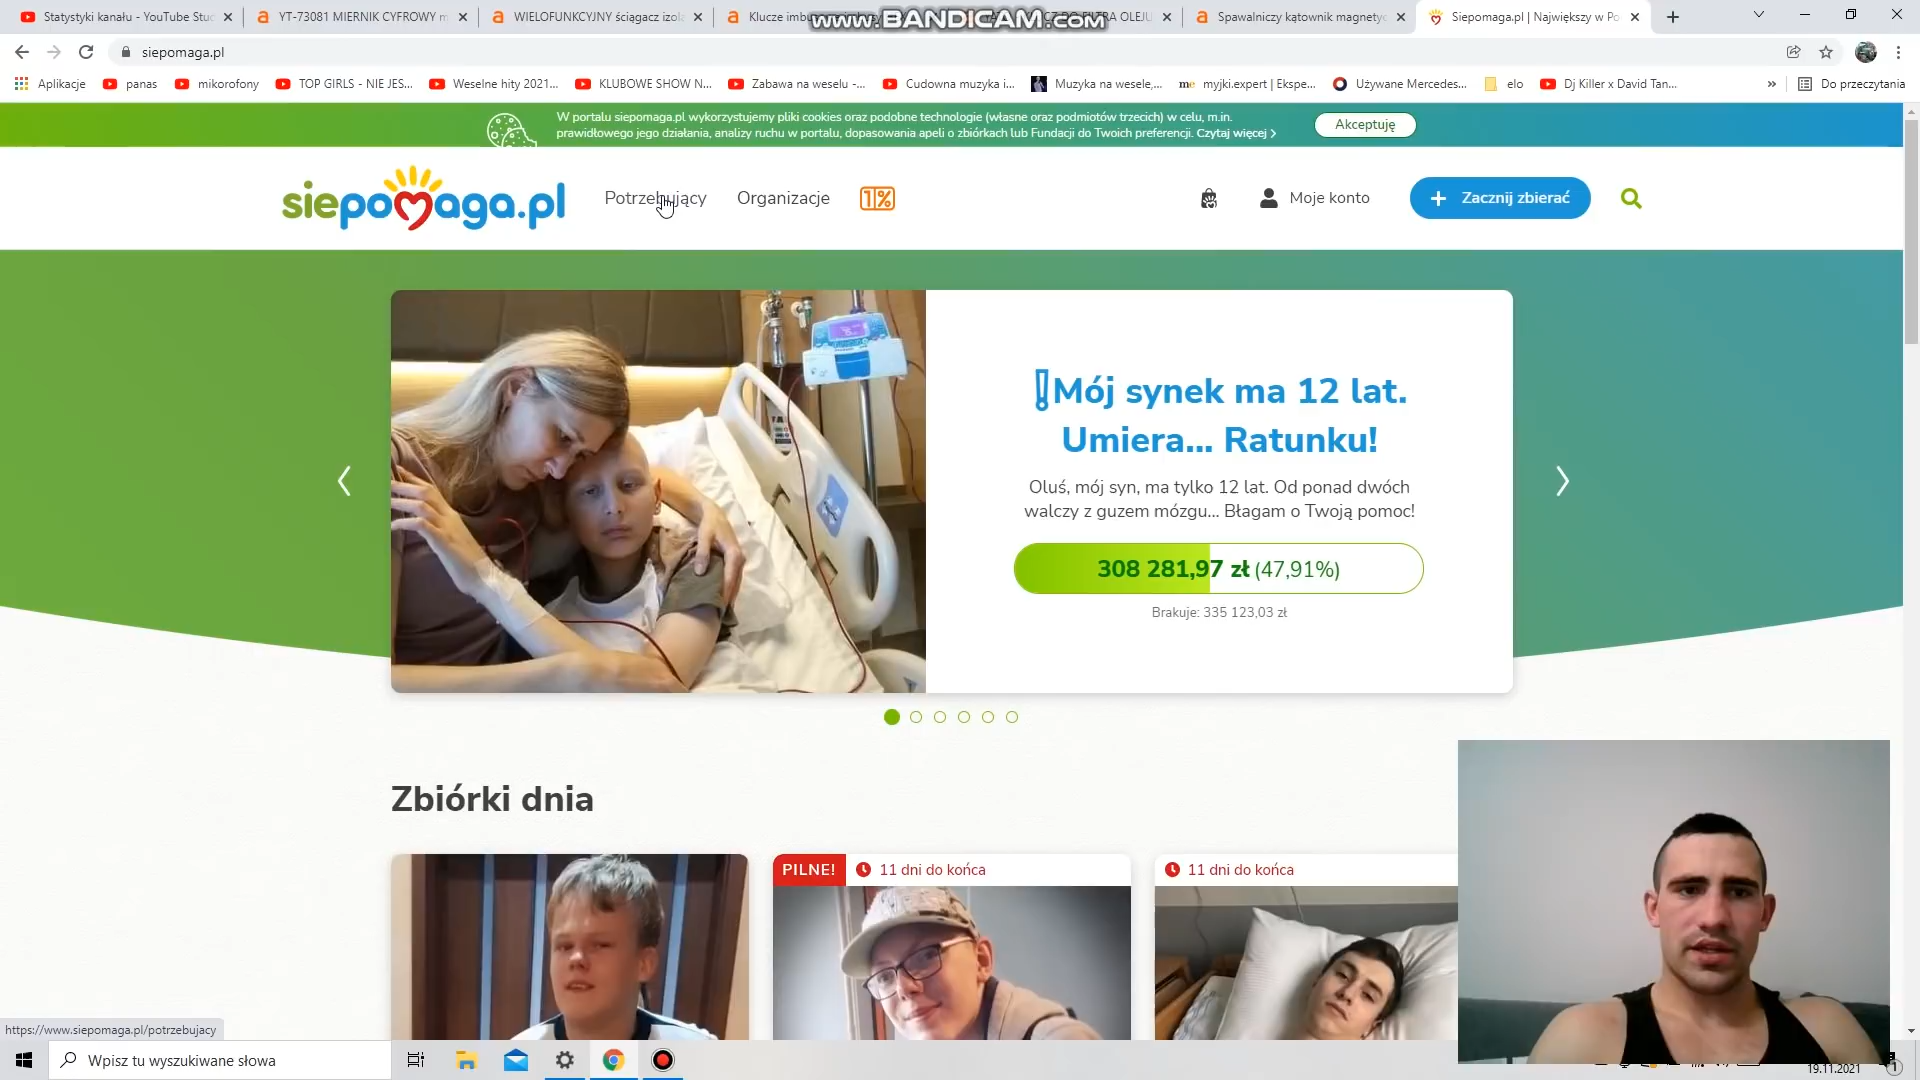 Statystyki kanału - YouTube Stuc
YT-73081 MIERNIK CYFROWY m
WIELOFUNKCYJNY ściągacz izola
Klucze imbu
CZ DO FILTRA OLEJU
Spawalniczy kątownik magnetyc
Siepomaga.pl | Największy w Po
WWW.BANDICAM.COM
siepomaga.pl
Aplikacje
panas
mikorofony
TOP GIRLS - NIE JES...
Weselne hity 2021...
KLUBOWE SHOW N...
Zabawa na weselu -...
Cudowna muzyka i...
Muzyka na wesele,...
myjki.expert | Ekspe...
Używane Mercedes...
elo
Dj Killer x David Tan...
»
Do przeczytania
W portalu siepomaga.pl wykorzystujemy pliki cookies oraz podobne technologie (własne oraz podmiotów trzecich) w celu, m.in.
prawidłowego jego działania, analizy ruchu w portalu, dopasowania apeli o zbiórkach lub Fundacji do Twoich preferencji. Czytaj więcej >
Akceptuję
siepomaga.pl
Potrzebujący
Organizacje
1%
Moje konto
+ Zacznij zbierać
Mój synek ma 12 lat.
Umiera... Ratunku!
Oluś, mój syn, ma tylko 12 lat. Od ponad dwóch
walczy z guzem mózgu... Błagam o Twoją pomoc!
308 281,97 zł (47,91%)
Brakuje: 335 123,03 zł
Zbiórki dnia
PILNE!
11 dni do końca
11 dni do końca
https://www.siepomaga.pl/potrzebujacy
Wpisz tu wyszukiwane słowa
19.11.2021